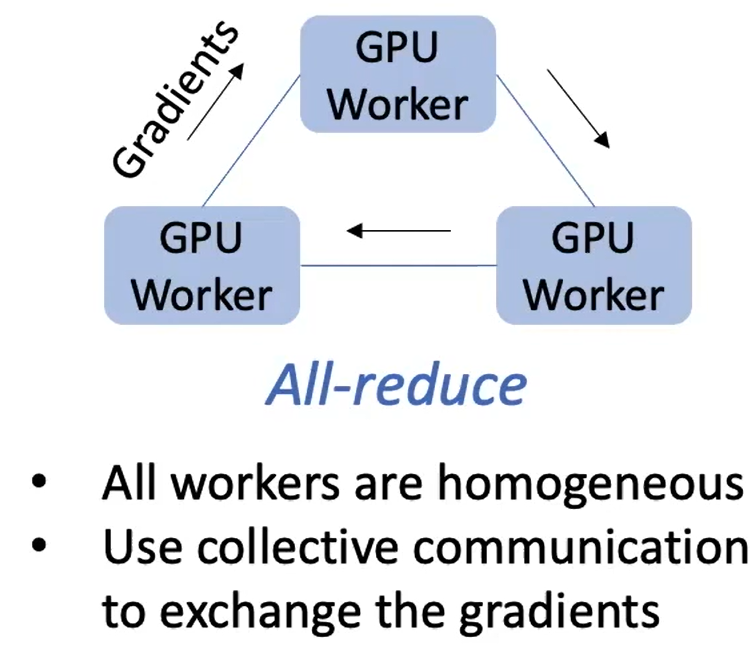 Gradients
GPU
Worker
GPU
Worker
GPU
Worker
All-reduce
• All workers are homogeneous
• Use collective communication
to exchange the gradients